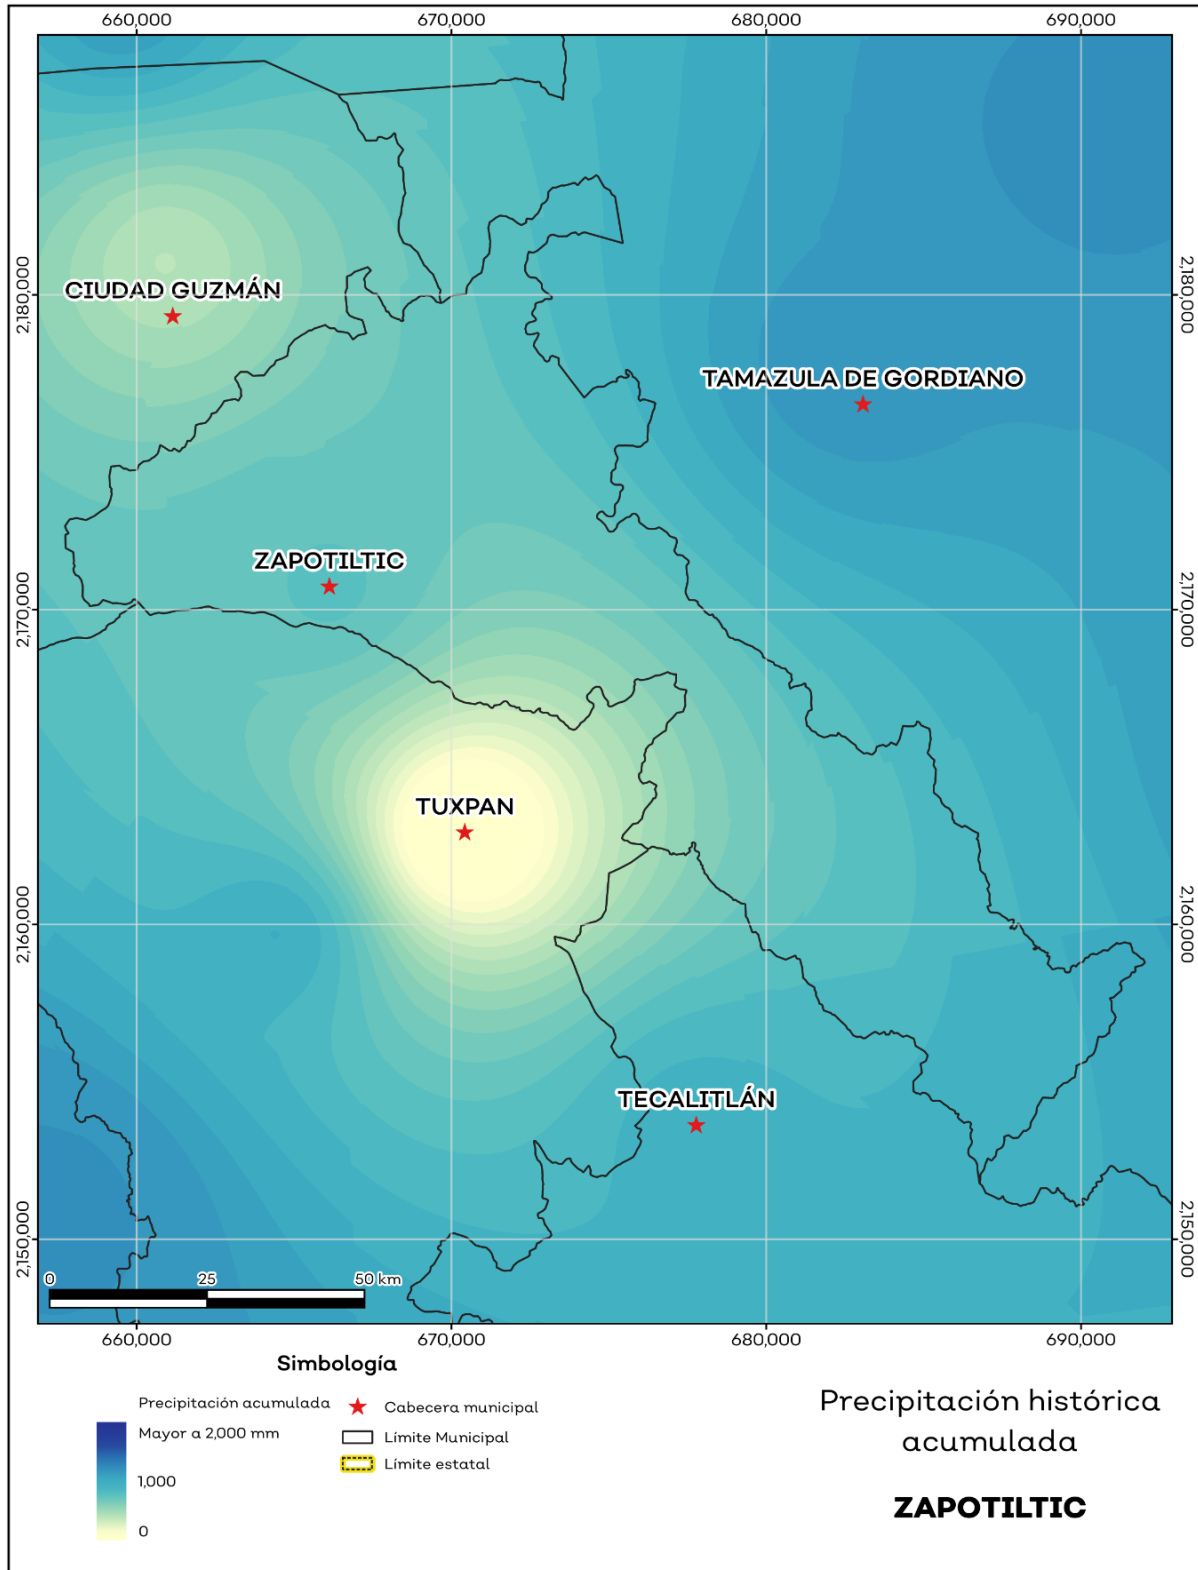 660,000
670,000
680,000
690,000
2,180,000
2,180,000
CIUDAD GUZMÁN
TAMAZULA DE GORDIANO
ZAPOTILTIC
2,170,000
2,170,000
TUXPAN
2,160,000
2,160,000
TECALITLÁN
2,150,000
2,150,000
0 25 50 km
660,000
670,000
680,000
690,000
Simbología
Precipitación acumulada
Mayor a 2,000 mm
1,000
0
Cabecera municipal
Límite Municipal
Límite estatal
Precipitación histórica
acumulada
ZAPOTILTIC